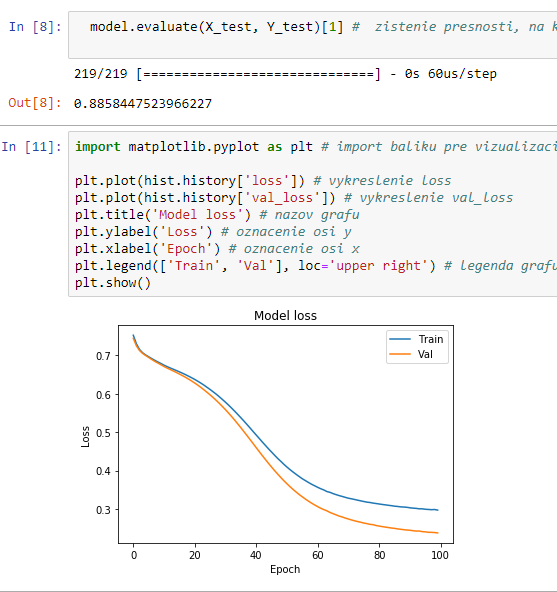 In [8]: model.evaluate(X_test, Y_test)[1] # zistenie presnosti, na k
219/219 [==============================] - 0s 60us/step
Out[8]: 0.8858447523966227
In [11]: import matplotlib.pyplot as plt # import baliku pre vizualizaci
plt.plot(hist.history['loss']) # vykreslenie loss
plt.plot(hist.history['val_loss']) # vykreslenie val_loss
plt.title('Model loss') # nazov grafu
plt.ylabel('Loss') # oznacenie osi y
plt.xlabel('Epoch') # oznacenie osi x
plt.legend(['Train', 'Val'], loc='upper right') # legenda grafu
plt.show()
Model loss
Train
Val
0.7
0.6
0.5
0.4
0.3
Loss
0 20 40 60 80 100
Epoch